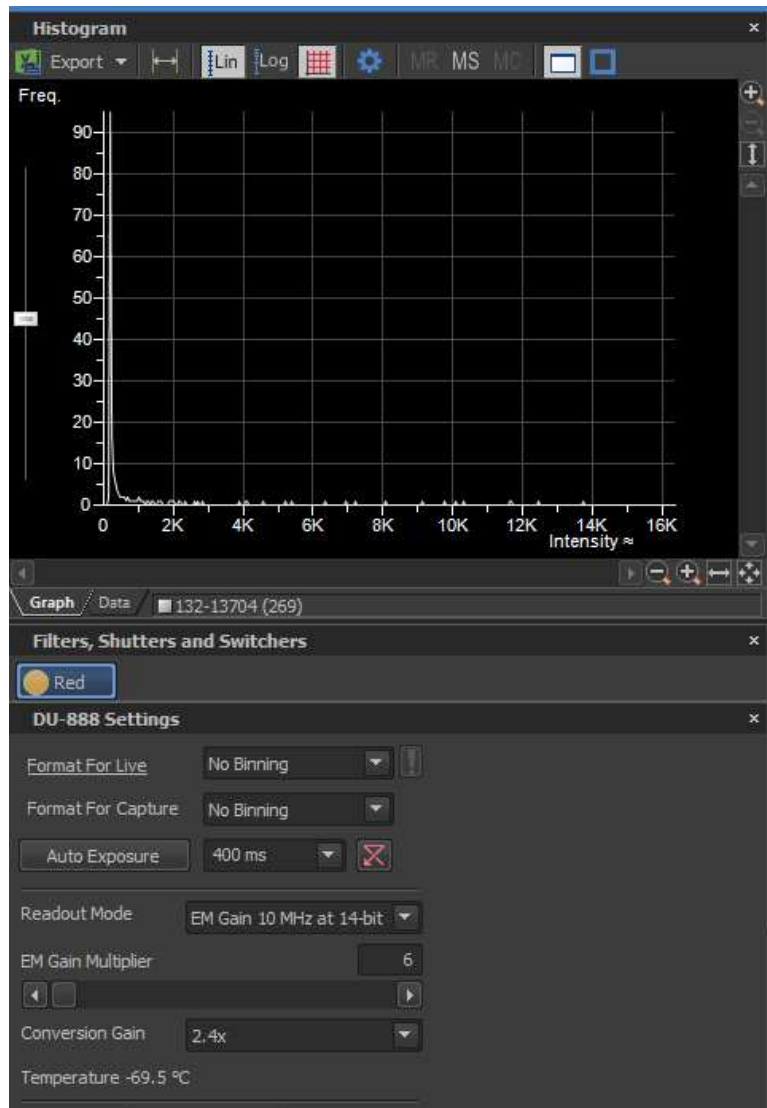 Histogram
Export Lin Log MR MS MC
Freq.
90
80
70
60
50
40
30
20
10
0
0 2K 4K 6K 8K 10K 12K 14K 16K
Intensity ≈
Graph Data 132-13704 (269)
Filters, Shutters and Switchers
Red
DU-888 Settings
Format For Live No Binning
Format For Capture No Binning
Auto Exposure 400 ms
Readout Mode EM Gain 10 MHz at 14-bit
EM Gain Multiplier 6
Conversion Gain 2.4x
Temperature -69.5 °C